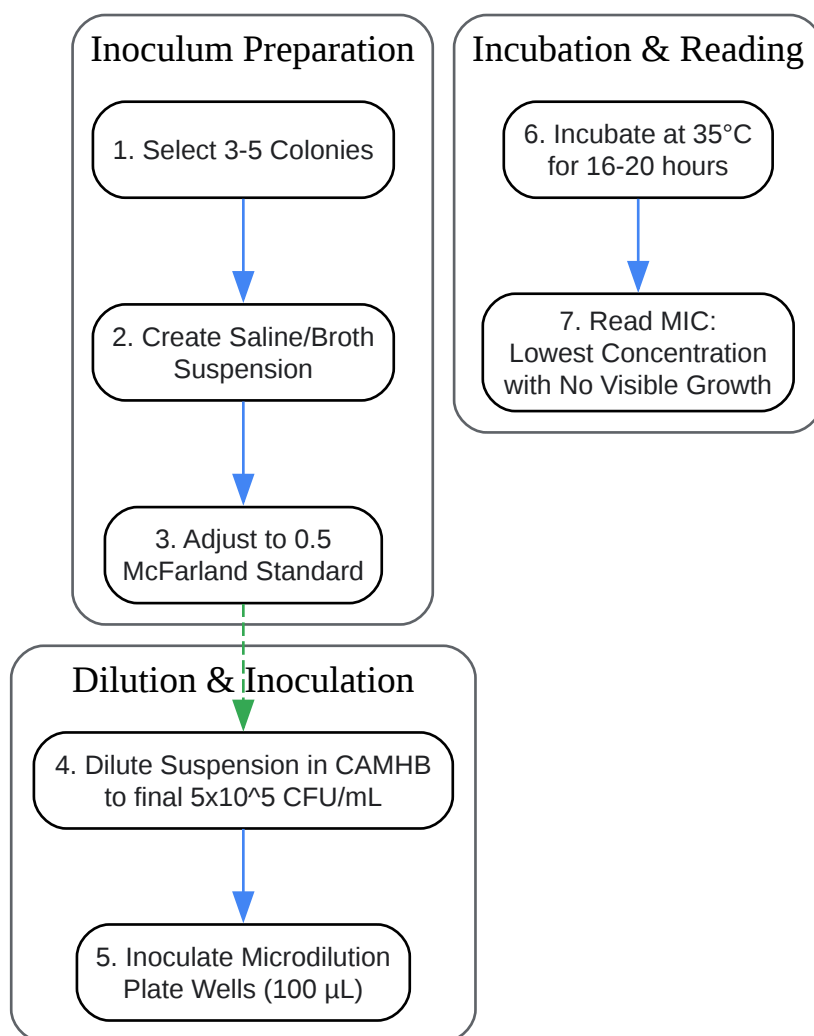 Inoculum Preparation
1. Select 3-5 Colonies
2. Create Saline/Broth
Suspension
3. Adjust to 0.5
McFarland Standard
Dilution & Inoculation
4. Dilute Suspension in CAMHB
to final 5x10^5 CFU/mL
5. Inoculate Microdilution
Plate Wells (100 µL)
Incubation & Reading
6. Incubate at 35°C
for 16-20 hours
7. Read MIC:
Lowest Concentration
with No Visible Growth